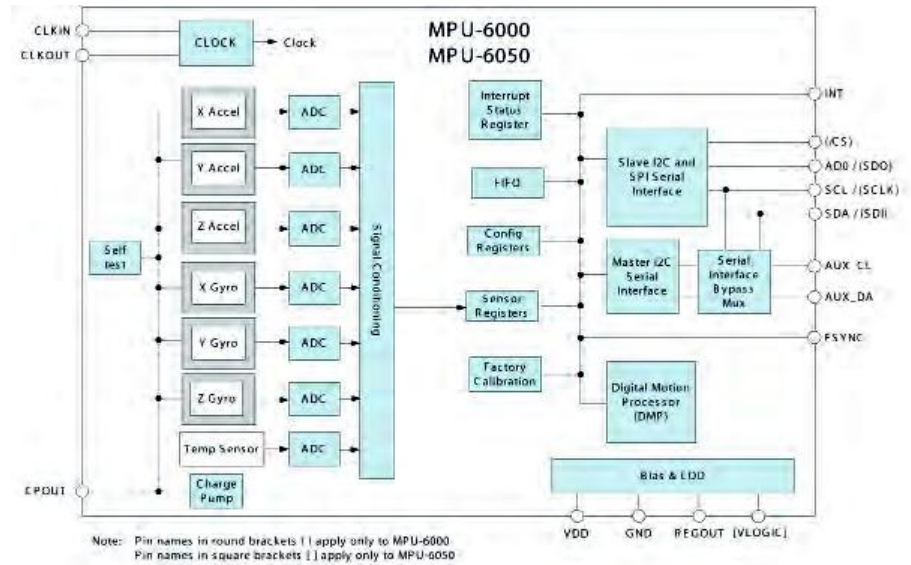 MPU-6000
MPU-6050
CLKIN
CLKOUT
CLOCK
Clock
X Accel
ADC
Y Accel
ADC
Z Accel
ADC
X Gyro
ADC
Y Gyro
ADC
Z Gyro
ADC
Temp Sensor
ADC
Self
test
Charge
Pump
CPOUT
Signal Conditioning
Interrupt
Status
Register
FIFO
Config
Registers
Sensor
Registers
Factory
Calibration
Slave I2C and
SPI Serial
Interface
Master I2C
Serial
Interface
Serial
Interface
Bypass
Mux
Digital Motion
Processor
(DMP)
INT
(/CS)
AD0 / (SDO)
SCL / (SCLK)
SDA / (SDI)
AUX_CL
AUX_DA
FSYNC
Bias & LDO
VDD
GND
REGOUT
[VLOGIC]
Note: Pin names in round brackets ( ) apply only to MPU-6000
Pin names in square brackets [ ] apply only to MPU-6050